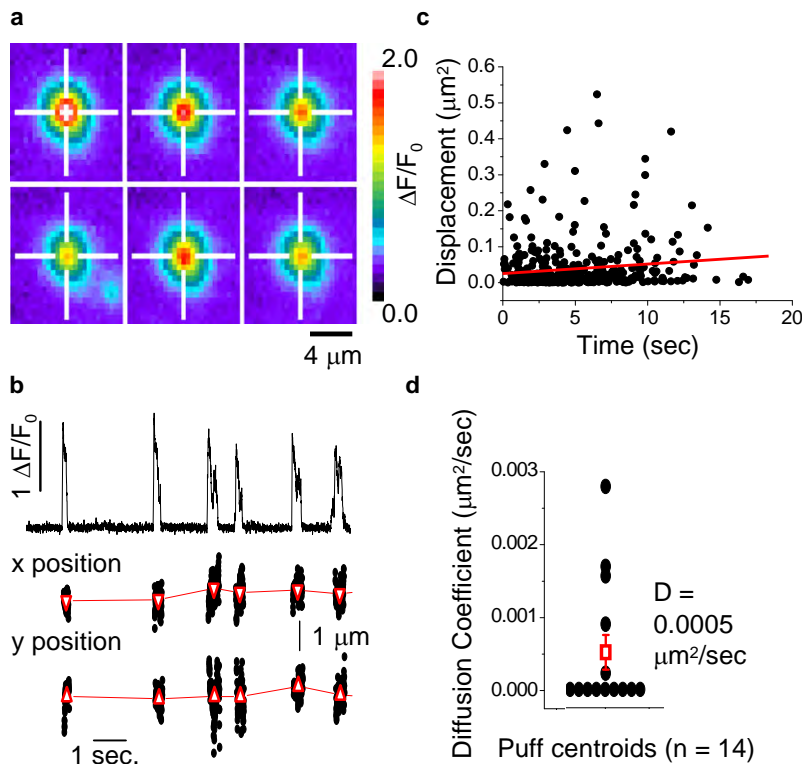 a
2.0
ΔF/F0
0.0
4 μm
b
1 ΔF/F0
x position
1 μm
y position
1 sec.
c
Displacement (μm²)
0.6
0.5
0.4
0.3
0.2
0.1
0.0
0 5 10 15 20
Time (sec)
d
Diffusion Coefficient (μm²/sec)
0.003
0.002
0.001
0.000
D =
0.0005
μm²/sec
Puff centroids (n = 14)